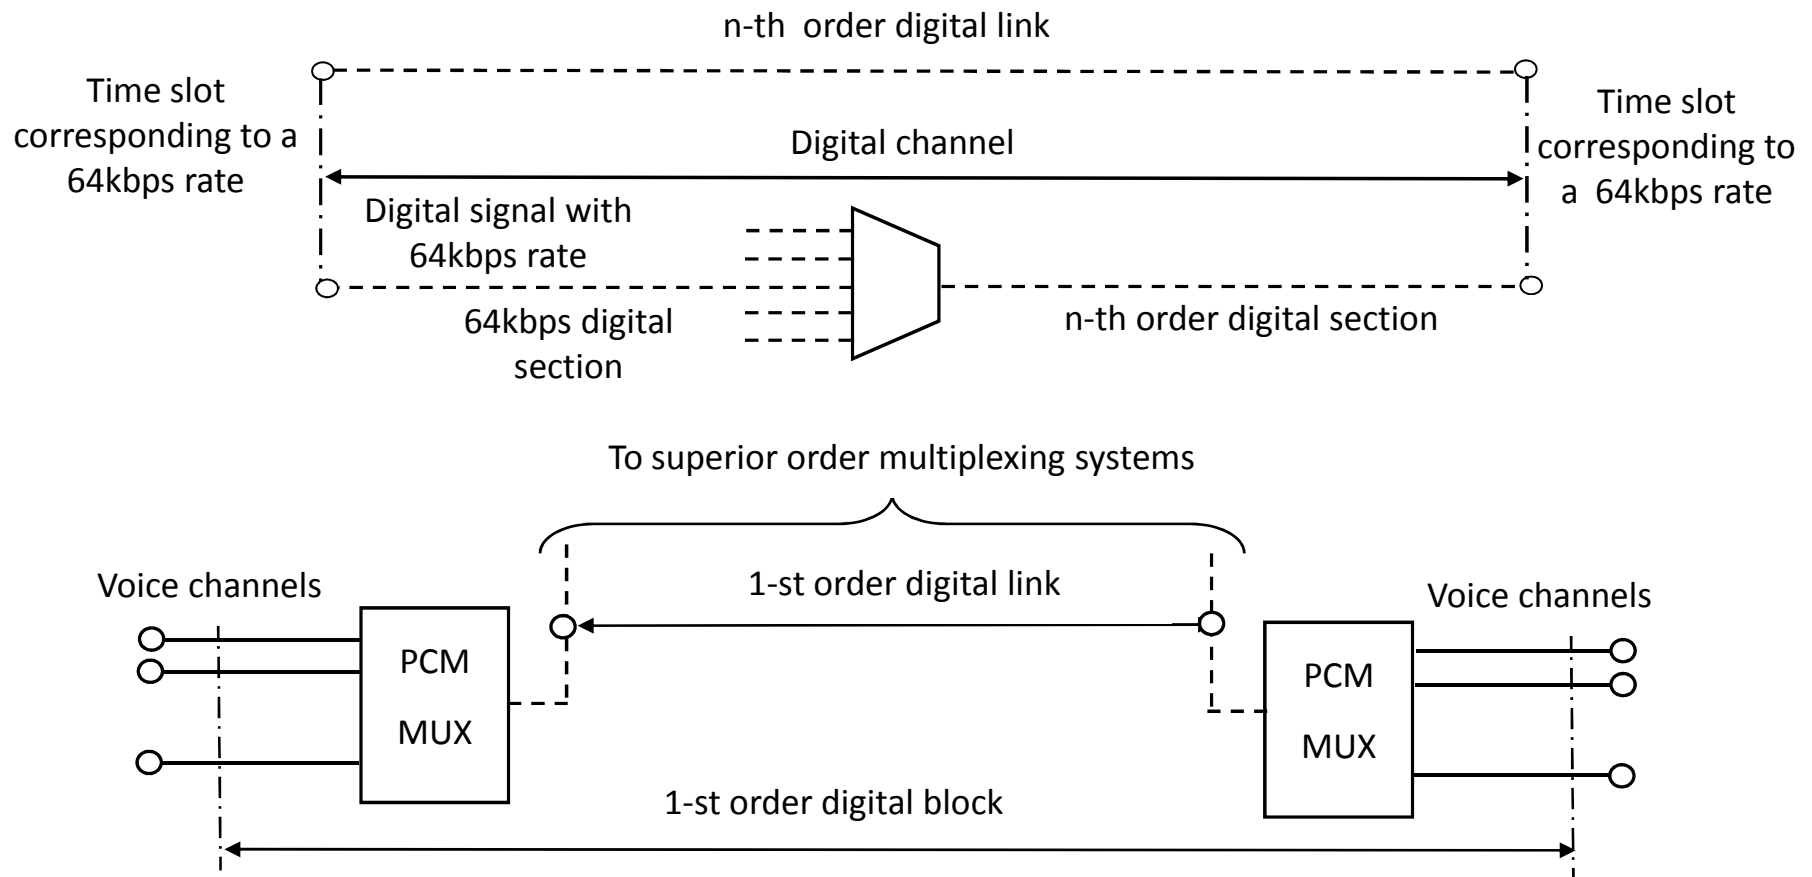 n-th order digital link
Time slot
corresponding to a
64kbps rate
Time slot
corresponding to
a 64kbps rate
Digital channel
Digital signal with
64kbps rate
64kbps digital
section
n-th order digital section
To superior order multiplexing systems
1-st order digital link
Voice channels
Voice channels
PCM
MUX
PCM
MUX
1-st order digital block